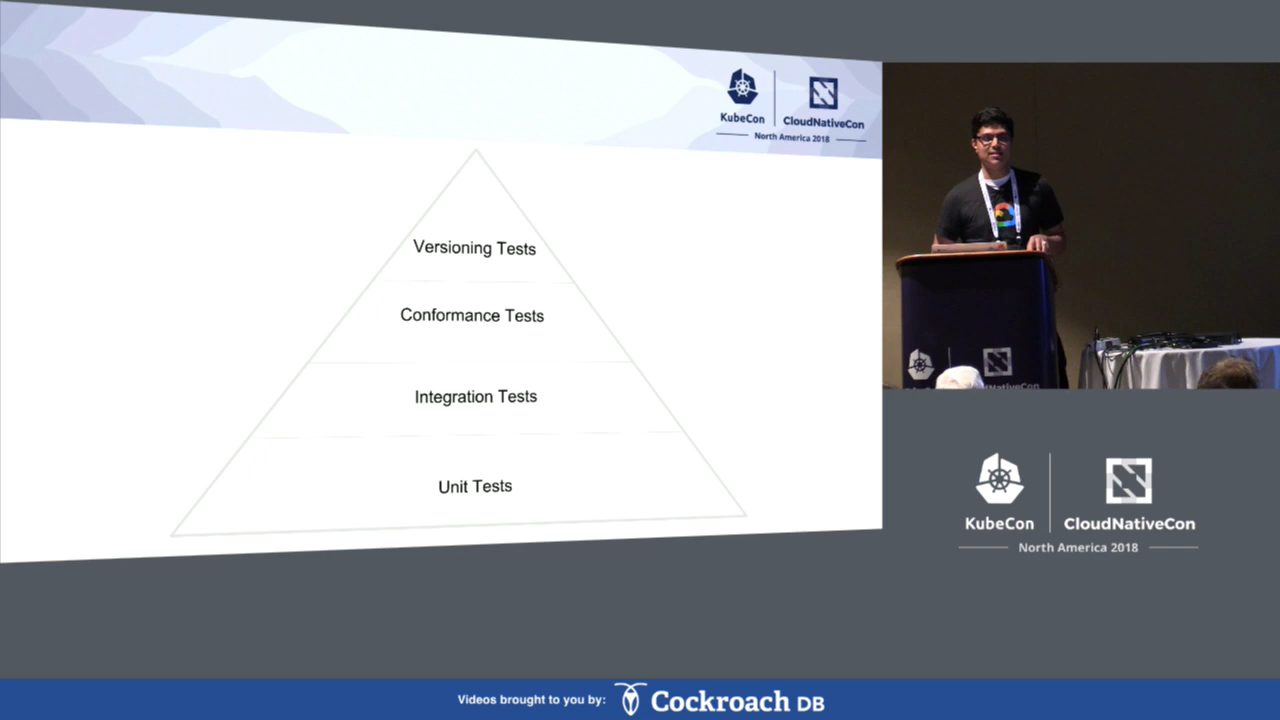 KubeCon
CloudNativeCon
North America 2018
Versioning Tests
Conformance Tests
Integration Tests
Unit Tests
KubeCon
CloudNativeCon
North America 2018
Videos brought to you by:
Cockroach DB